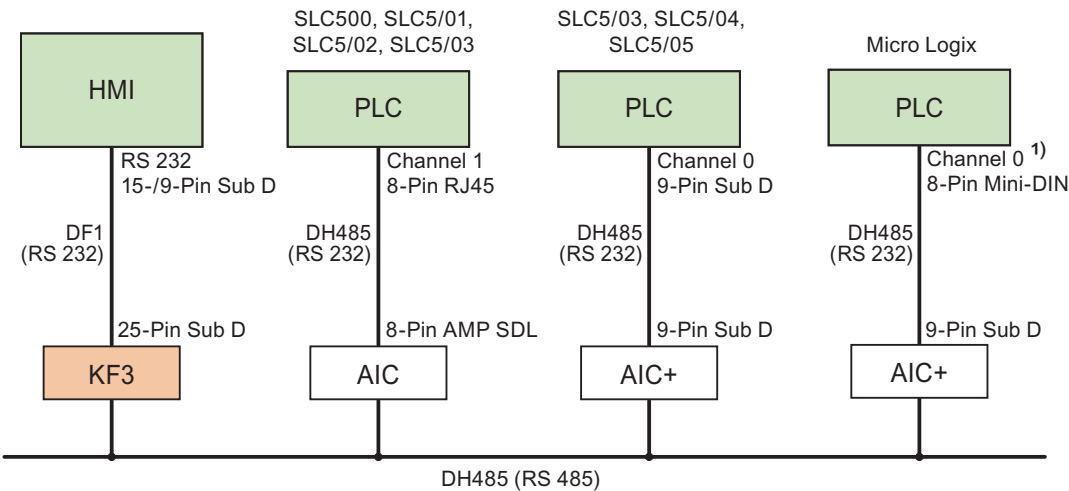 SLC500, SLC5/01,
SLC5/02, SLC5/03
SLC5/03, SLC5/04,
SLC5/05
Micro Logix
HMI
PLC
PLC
PLC
RS 232
15-/9-Pin Sub D
Channel 1
8-Pin RJ45
Channel 0
9-Pin Sub D
Channel 0 1)
8-Pin Mini-DIN
DF1
(RS 232)
DH485
(RS 232)
DH485
(RS 232)
DH485
(RS 232)
25-Pin Sub D
8-Pin AMP SDL
9-Pin Sub D
9-Pin Sub D
KF3
AIC
AIC+
AIC+
DH485 (RS 485)